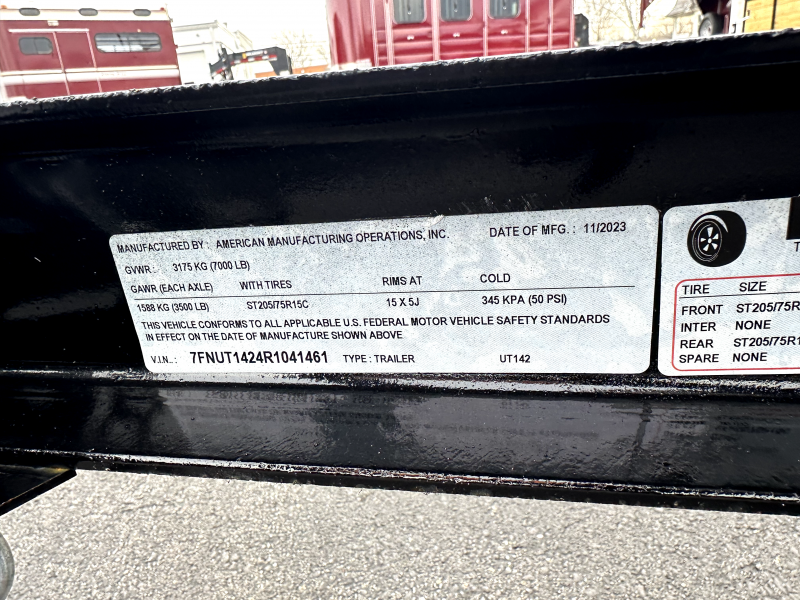 MANUFACTURED BY : AMERICAN MANUFACTURING OPERATIONS, INC. DATE OF MFG. : 11/2023
GVWR : 3175 KG (7000 LB)
GAWR (EACH AXLE) WITH TIRES RIMS AT COLD
1588 KG (3500 LB) ST205/75R15C 15 X 5J 345 KPA (50 PSI)
THIS VEHICLE CONFORMS TO ALL APPLICABLE U.S. FEDERAL MOTOR VEHICLE SAFETY STANDARDS
IN EFFECT ON THE DATE OF MANUFACTURE SHOWN ABOVE
V.I.N.: 7FNUT1424R1041461 TYPE : TRAILER UT142
T
TIRE SIZE
FRONT ST205/75R
INTER NONE
REAR ST205/75R1
SPARE NONE